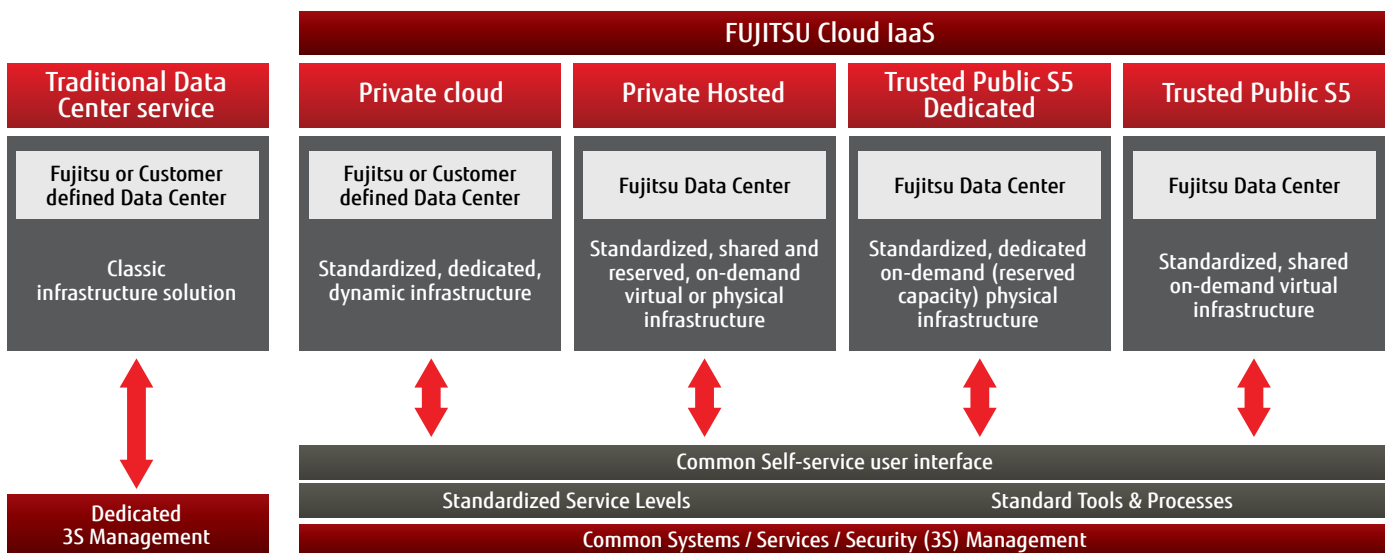 FUJITSU Cloud IaaS
Traditional Data
Center service
Fujitsu or Customer
defined Data Center
Classic
infrastructure solution
Dedicated
3S Management
Private cloud
Fujitsu or Customer
defined Data Center
Standardized, dedicated,
dynamic infrastructure
Private Hosted
Fujitsu Data Center
Standardized, shared and
reserved, on-demand
virtual or physical
infrastructure
Trusted Public S5
Dedicated
Fujitsu Data Center
Standardized, dedicated
on-demand (reserved
capacity) physical
infrastructure
Trusted Public S5
Fujitsu Data Center
Standardized, shared
on-demand virtual
infrastructure
Common Self-service user interface
Standardized Service Levels
Standard Tools & Processes
Common Systems / Services / Security (3S) Management